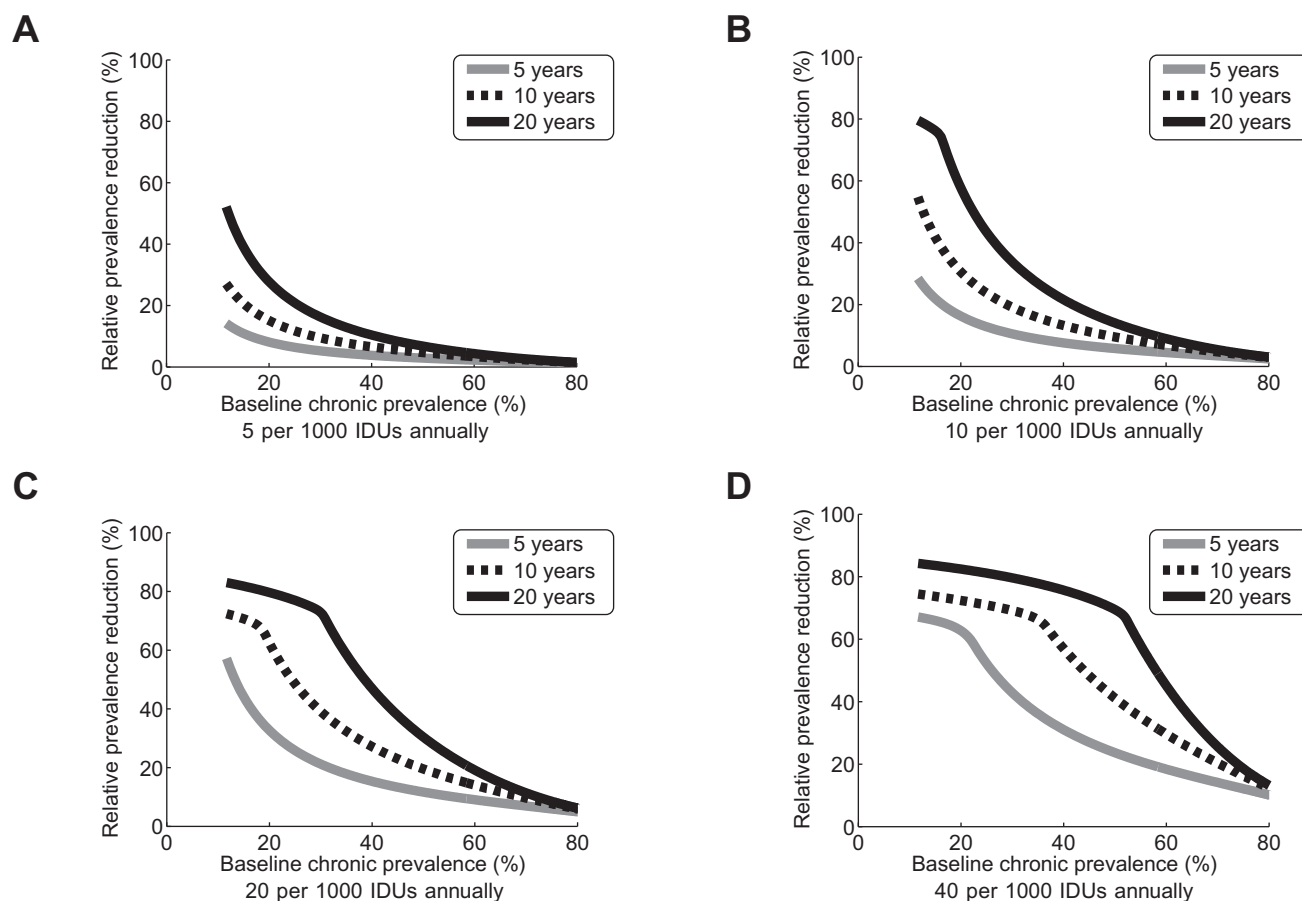 A
Relative prevalence reduction (%)
100
80
60
40
20
0
0 20 40 60 80
5 years
10 years
20 years
Baseline chronic prevalence (%)
5 per 1000 IDUs annually
B
Relative prevalence reduction (%)
100
80
60
40
20
0
0 20 40 60 80
5 years
10 years
20 years
Baseline chronic prevalence (%)
10 per 1000 IDUs annually
C
Relative prevalence reduction (%)
100
80
60
40
20
0
0 20 40 60 80
5 years
10 years
20 years
Baseline chronic prevalence (%)
20 per 1000 IDUs annually
D
Relative prevalence reduction (%)
100
80
60
40
20
0
0 20 40 60 80
5 years
10 years
20 years
Baseline chronic prevalence (%)
40 per 1000 IDUs annually